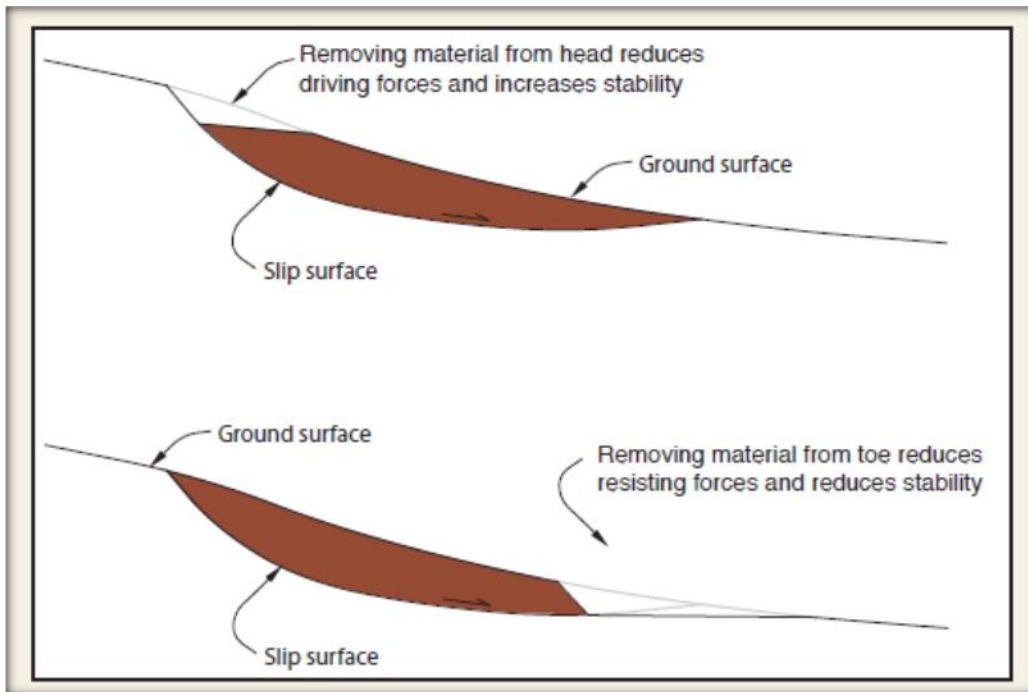 Removing material from head reduces
driving forces and increases stability
Ground surface
Slip surface
Ground surface
Removing material from toe reduces
resisting forces and reduces stability
Slip surface